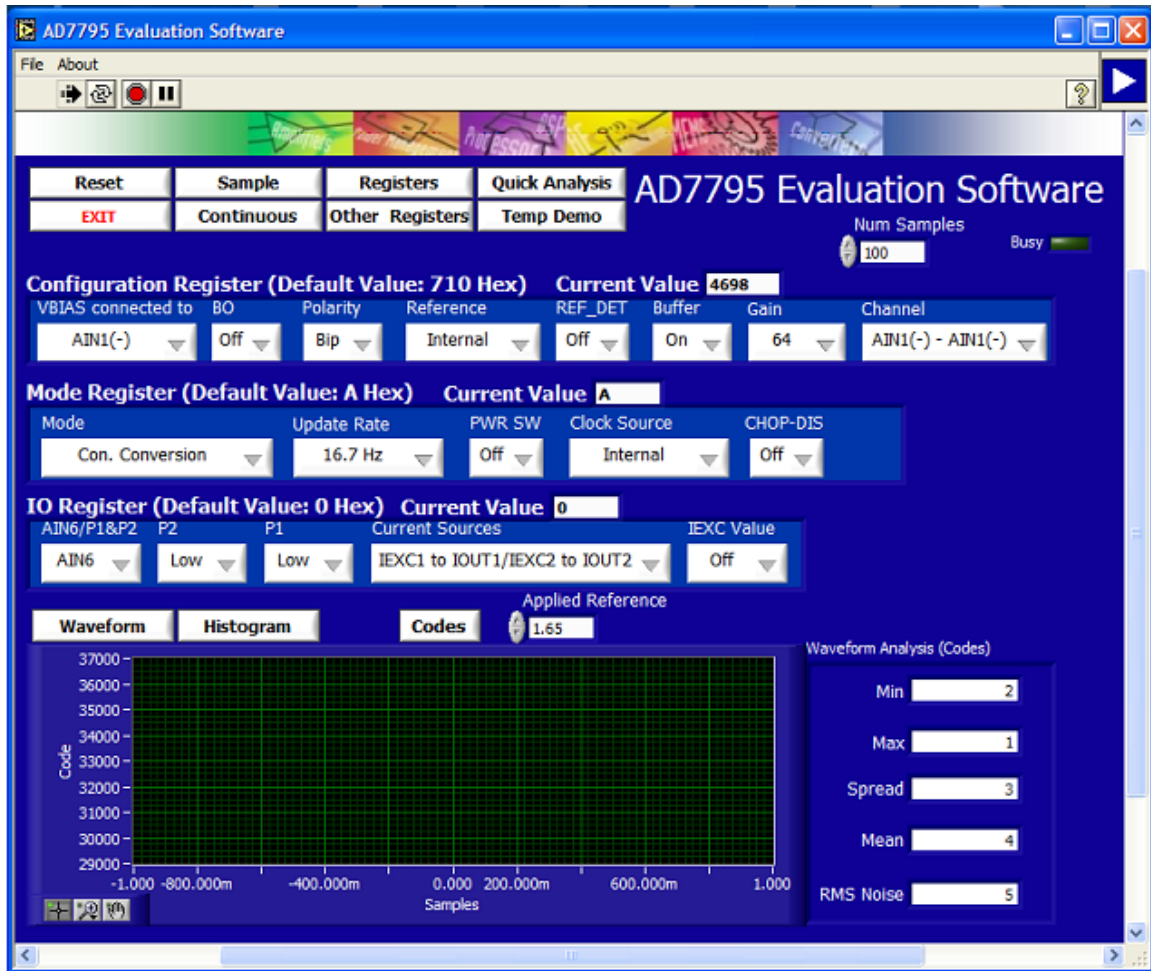 AD7795 Evaluation Software
File About
Amplifiers Power Management Processors DSP MEMS Converters
Reset Sample Registers Quick Analysis
AD7795 Evaluation Software
EXIT Continuous Other Registers Temp Demo
Num Samples
100
Busy
Configuration Register (Default Value: 710 Hex) Current Value 4698
VBIAS connected to BO Polarity Reference REF_DET Buffer Gain Channel
AIN1(-) Off Bip Internal Off On 64 AIN1(-) - AIN1(-)
Mode Register (Default Value: A Hex) Current Value A
Mode Update Rate PWR SW Clock Source CHOP-DIS
Con. Conversion 16.7 Hz Off Internal Off
IO Register (Default Value: 0 Hex) Current Value 0
AIN6/P1&P2 P2 P1 Current Sources IEXC Value
AIN6 Low Low IEXC1 to IOUT1/IEXC2 to IOUT2 Off
Applied Reference
Waveform Histogram Codes 1.65
Waveform Analysis (Codes)
37000
36000
35000
34000
33000
32000
31000
30000
29000
Code
-1.000 -800.000m -400.000m 0.000 200.000m 600.000m 1.000
Samples
Min 2
Max 1
Spread 3
Mean 4
RMS Noise 5